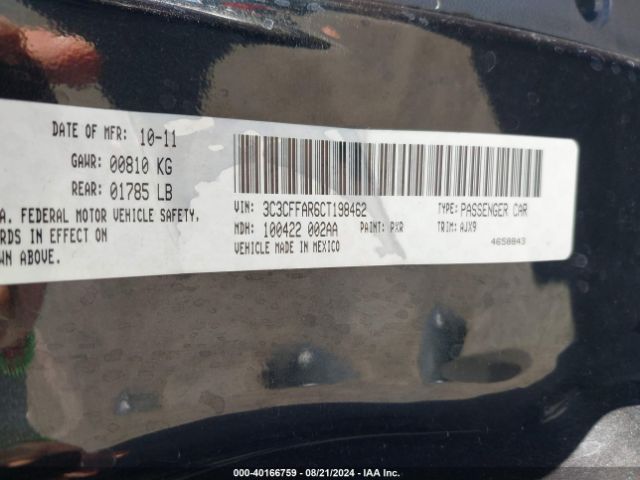 DATE OF MFR: 10-11
GAWR: 00810 KG
REAR: 01785 LB
A. FEDERAL MOTOR VEHICLE SAFETY,
RDS IN EFFECT ON
WN ABOVE.
VIN: 3C3CFFAR6CT198462
TYPE: PASSENGER CAR
MDH: 100422 002AA PAINT: PXR TRIM: AJX9
VEHICLE MADE IN MEXICO
4658843
000-40166759 - 08/21/2024 - IAA Inc.